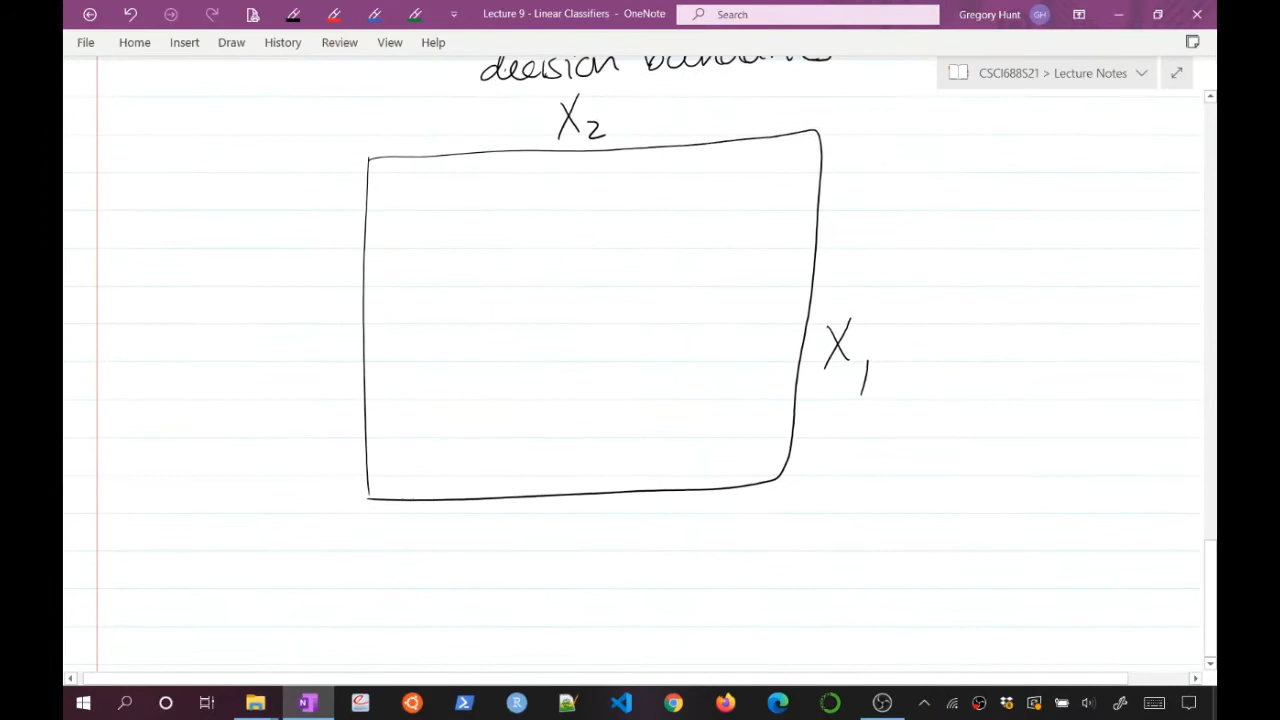 Lecture 9 - Linear Classifiers - OneNote
Search
Gregory Hunt
GH
File Home Insert Draw History Review View Help
CSCI688S21 > Lecture Notes
decision
X2
X1